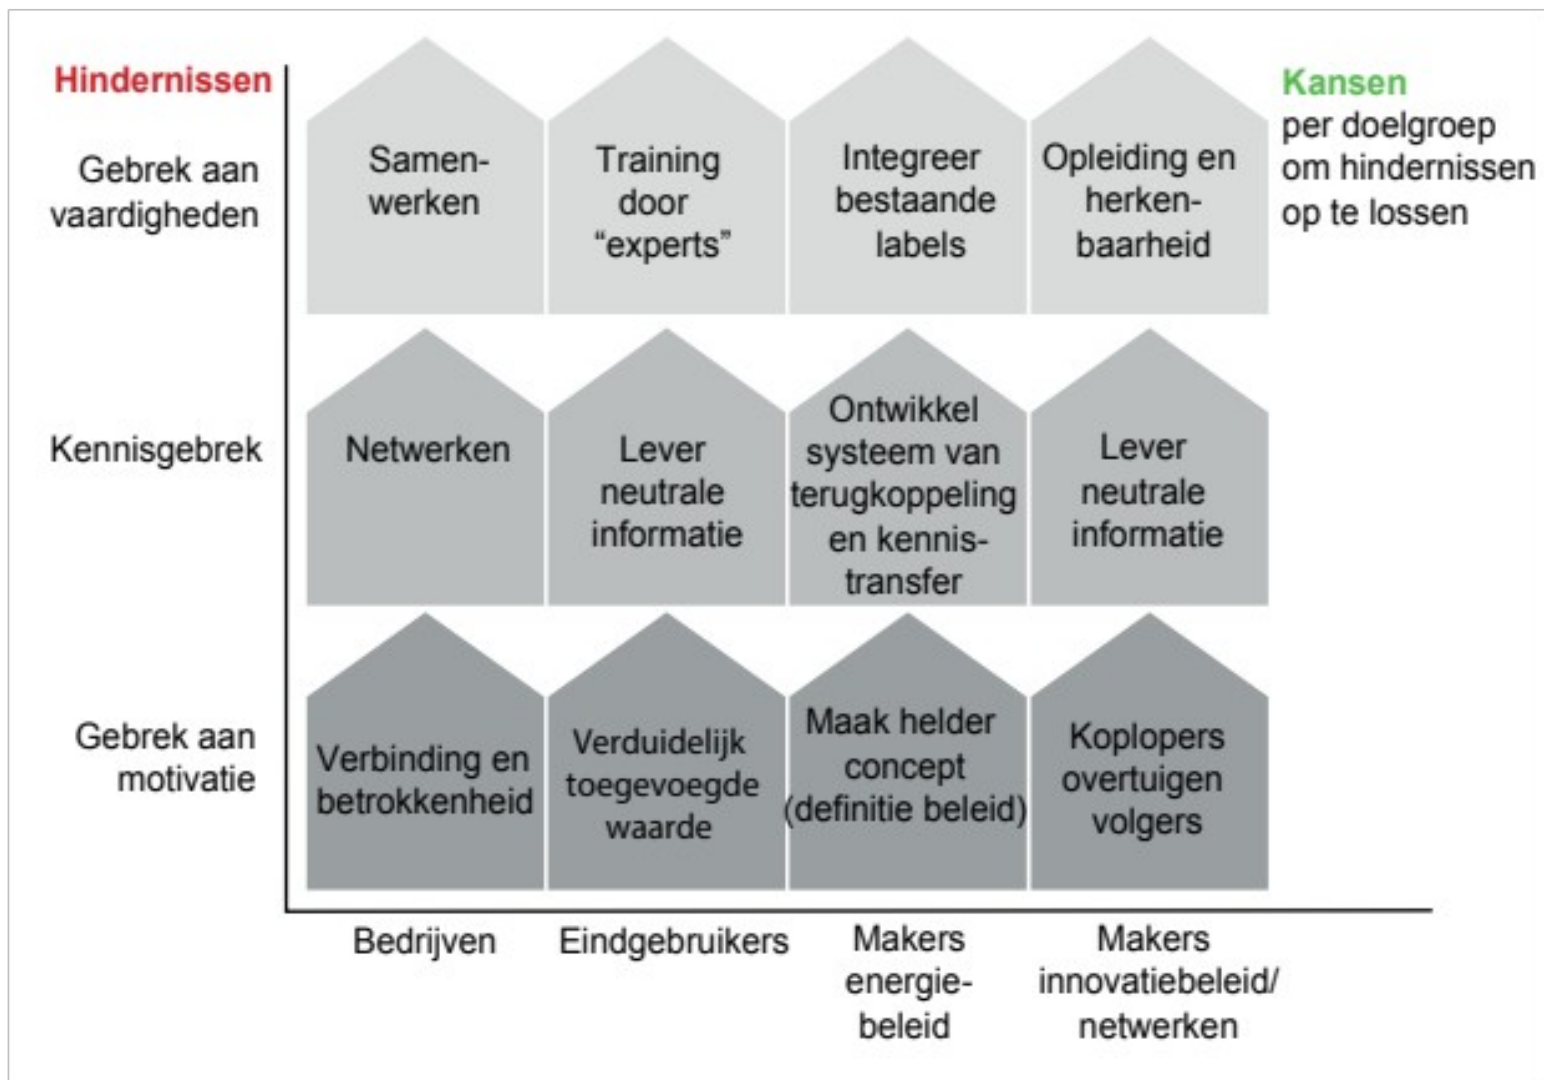 Hindernissen
Kansen
per doelgroep
om hindernissen
op te lossen
Gebrek aan
vaardigheden
Samen-
werken
Training
door
“experts”
Integreer
bestaande
labels
Opleiding en
herken-
baarheid
Kennisgebrek
Netwerken
Lever
neutrale
informatie
Ontwikkel
systeem van
terugkoppeling
en kennis-
transfer
Lever
neutrale
informatie
Gebrek aan
motivatie
Verbinding en
betrokkenheid
Verduidelijk
toegevoegde
waarde
Maak helder
concept
(definitie beleid)
Koplopers
overtuigen
volgers
Bedrijven
Eindgebruikers
Makers
energie-
beleid
Makers
innovatiebeleid/
netwerken